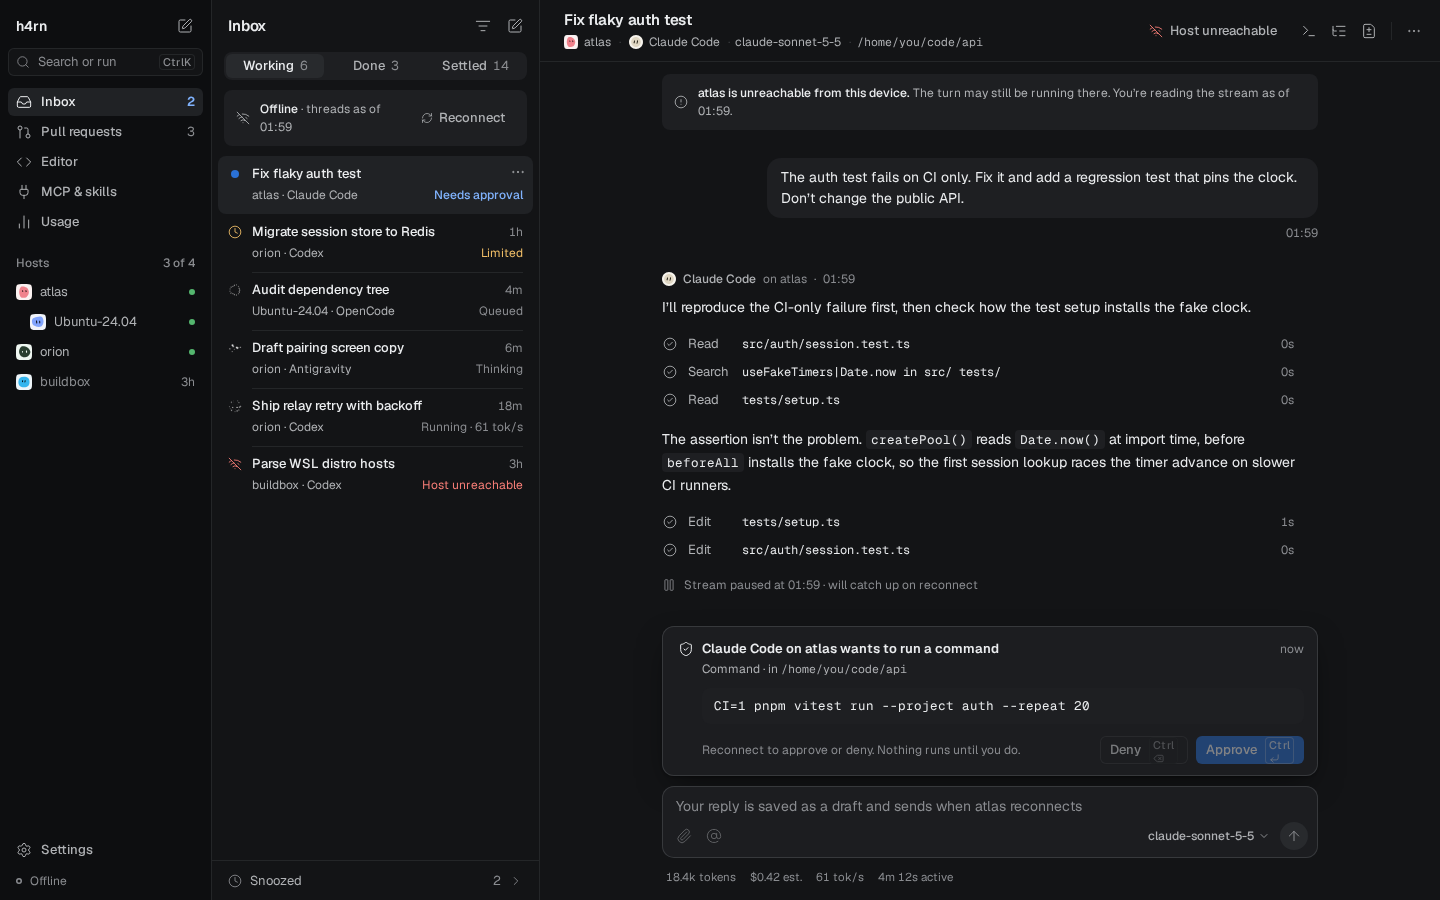 h4rn
Search or run CtrlK
Inbox 2
Pull requests 3
Editor
MCP & skills
Usage
Hosts 3 of 4
atlas
Ubuntu-24.04
orion
buildbox 3h
Settings
Offline
Inbox
Working 6 Done 3 Settled 14
Offline · threads as of
01:59
Reconnect
Fix flaky auth test ···
atlas · Claude Code Needs approval
Migrate session store to Redis 1h
orion · Codex Limited
Audit dependency tree 4m
Ubuntu-24.04 · OpenCode Queued
Draft pairing screen copy 6m
orion · Antigravity Thinking
Ship relay retry with backoff 18m
orion · Codex Running · 61 tok/s
Parse WSL distro hosts 3h
buildbox · Codex Host unreachable
Snoozed 2
Fix flaky auth test
atlas · Claude Code · claude-sonnet-5-5 · /home/you/code/api
Host unreachable
atlas is unreachable from this device. The turn may still be running there. You're reading the stream as of
01:59.
The auth test fails on CI only. Fix it and add a regression test that pins the clock.
Don't change the public API.
01:59
Claude Code on atlas · 01:59
I'll reproduce the CI-only failure first, then check how the test setup installs the fake clock.
Read src/auth/session.test.ts 0s
Search useFakeTimers|Date.now in src/ tests/ 0s
Read tests/setup.ts 0s
The assertion isn't the problem. createPool() reads Date.now() at import time, before
beforeAll installs the fake clock, so the first session lookup races the timer advance on slower
CI runners.
Edit tests/setup.ts 1s
Edit src/auth/session.test.ts 0s
Stream paused at 01:59 · will catch up on reconnect
Claude Code on atlas wants to run a command now
Command · in /home/you/code/api
CI=1 pnpm vitest run --project auth --repeat 20
Reconnect to approve or deny. Nothing runs until you do.
Deny Ctrl ⌫
Approve Ctrl ↵
Your reply is saved as a draft and sends when atlas reconnects
claude-sonnet-5-5
18.4k tokens $0.42 est. 61 tok/s 4m 12s active